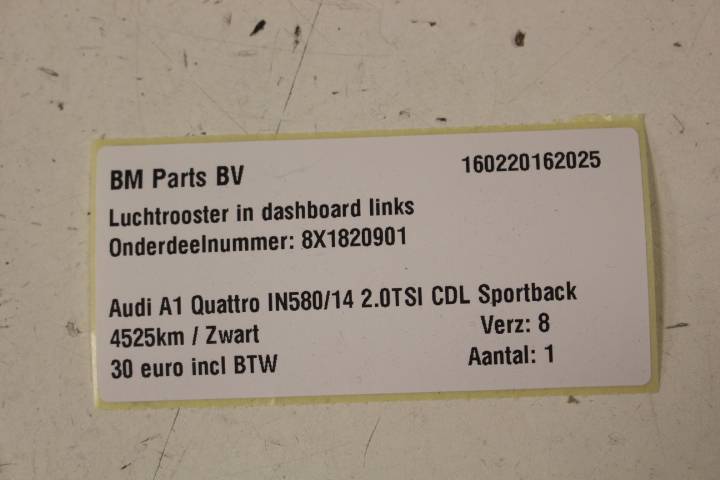 BM Parts BV 160220162025
Luchtrooster in dashboard links
Onderdeelnummer: 8X1820901
Audi A1 Quattro IN580/14 2.0TSI CDL Sportback
4525km / Zwart Verz: 8
30 euro incl BTW Aantal: 1